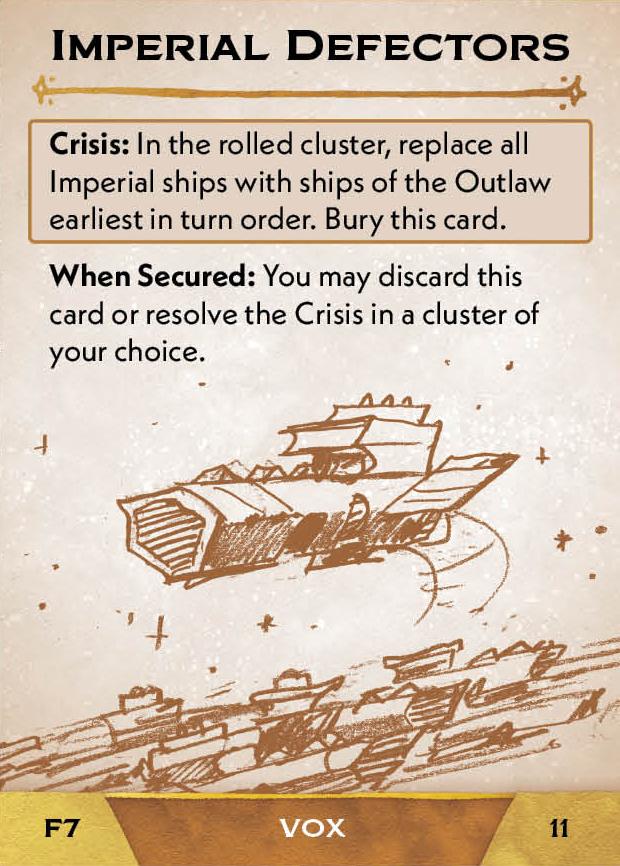 Imperial Defectors
Crisis: In the rolled cluster, replace all
Imperial ships with ships of the Outlaw
earliest in turn order. Bury this card.
When Secured: You may discard this
card or resolve the Crisis in a cluster of
your choice.
F7 VOX 11